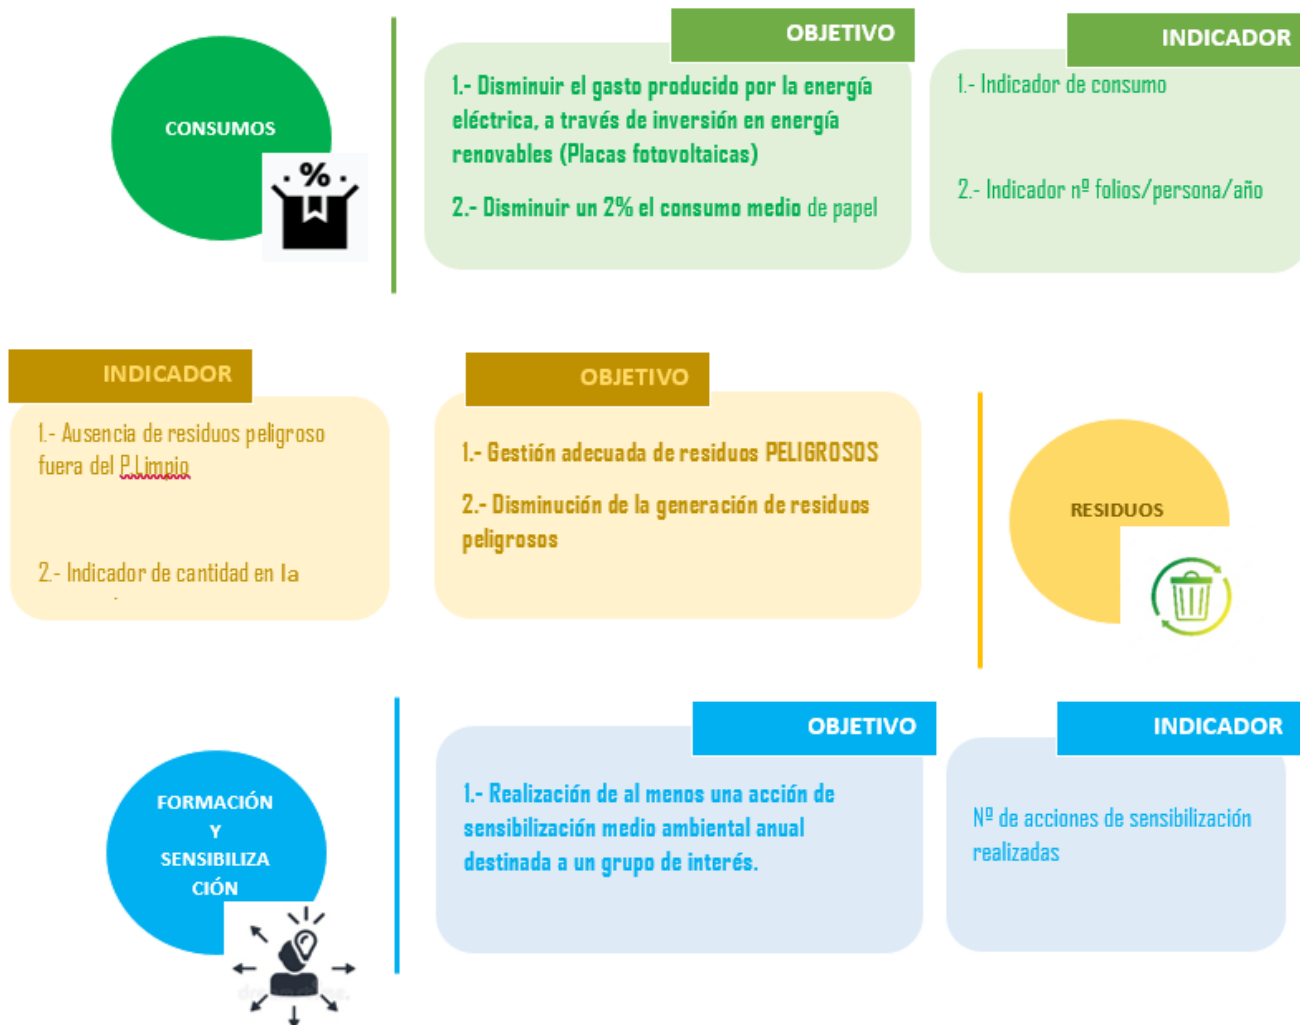 CONSUMOS
%
OBJETIVO
1.- Disminuir el gasto producido por la energía
eléctrica, a través de inversión en energía
renovables (Placas fotovoltaicas)
2.- Disminuir un 2% el consumo medio de papel
INDICADOR
1.- Indicador de consumo
2.- Indicador nº folios/persona/año
INDICADOR
1.- Ausencia de residuos peligroso
fuera del P.Limpio
2.- Indicador de cantidad en la
OBJETIVO
1.- Gestión adecuada de residuos PELIGROSOS
2.- Disminución de la generación de residuos
peligrosos
RESIDUOS
FORMACIÓN
Y
SENSIBILIZA
CIÓN
OBJETIVO
1.- Realización de al menos una acción de
sensibilización medio ambiental anual
destinada a un grupo de interés.
INDICADOR
Nº de acciones de sensibilización
realizadas